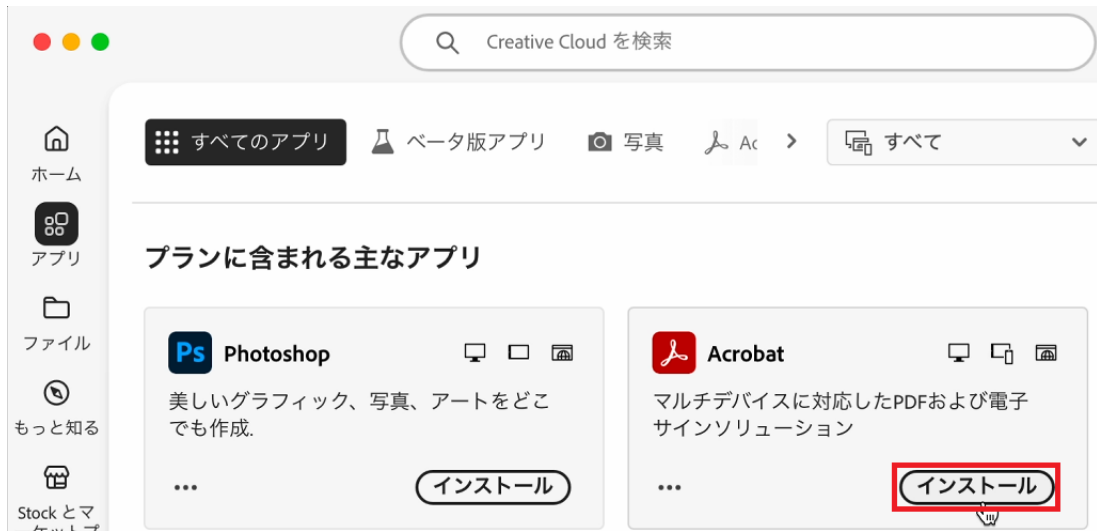 Creative Cloud を検索
すべてのアプリ
ベータ版アプリ
写真
Ac
すべて
ホーム
アプリ
ファイル
もっと知る
Stock とマ
プランに含まれる主なアプリ
Ps Photoshop
美しいグラフィック、写真、アートをどこ
でも作成.
インストール
Acrobat
マルチデバイスに対応したPDFおよび電子
サインソリューション
インストール